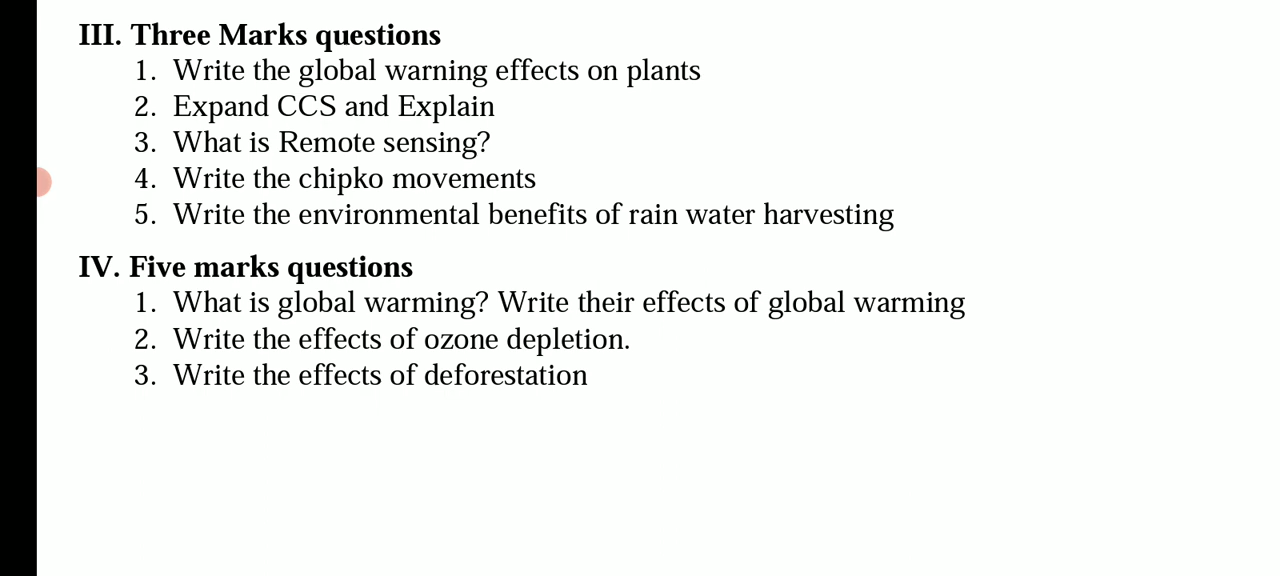 III. Three Marks questions
1. Write the global warning effects on plants
2. Expand CCS and Explain
3. What is Remote sensing?
4. Write the chipko movements
5. Write the environmental benefits of rain water harvesting
IV. Five marks questions
1. What is global warming? Write their effects of global warming
2. Write the effects of ozone depletion.
3. Write the effects of deforestation